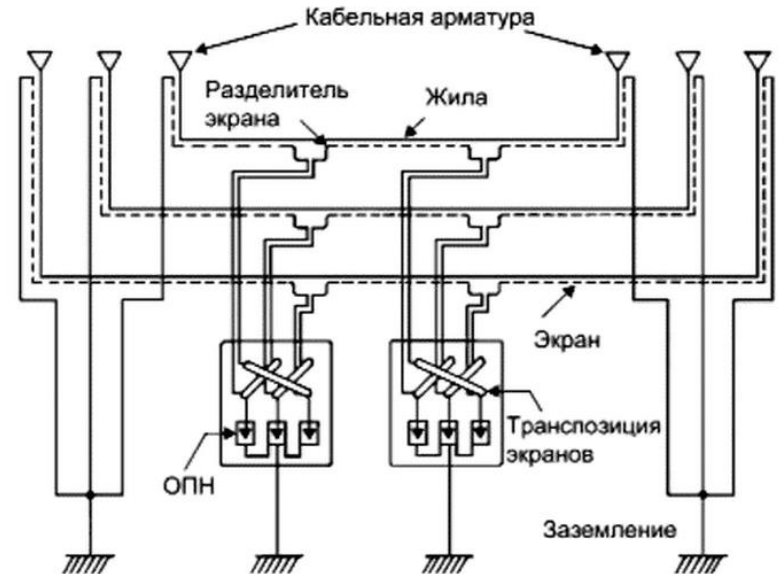 Кабельная арматура
Разделитель
экрана
Жила
Экран
Транспозиция
экранов
ОПН
Заземление